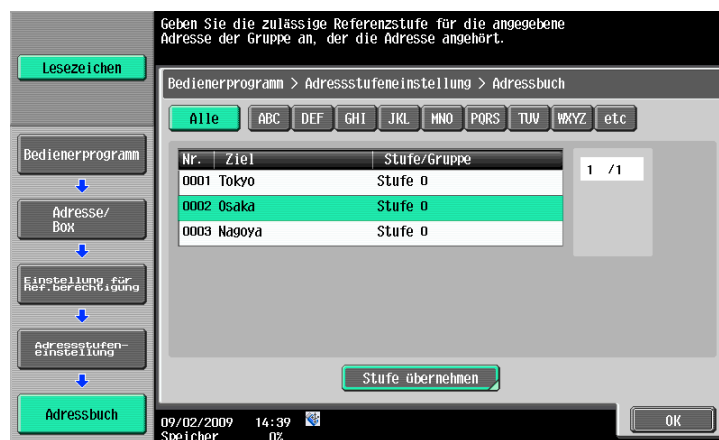 Geben Sie die zulässige Referenzstufe für die angegebene
Adresse der Gruppe an, der die Adresse angehört.
Lesezeichen
Bedienerprogramm > Adressstufeneinstellung > Adressbuch
Alle ABC DEF GHI JKL MNO PQRS TUV WXYZ etc
Bedienerprogramm
Adresse/
Box
Einstellung für
Ref.berechtigung
Adressstufen-
einstellung
Adressbuch
Nr. Ziel Stufe/Gruppe
0001 Tokyo Stufe 0
0002 Osaka Stufe 0
0003 Nagoya Stufe 0
1 /1
Stufe übernehmen
09/02/2009 14:39
Speicher 0%
OK